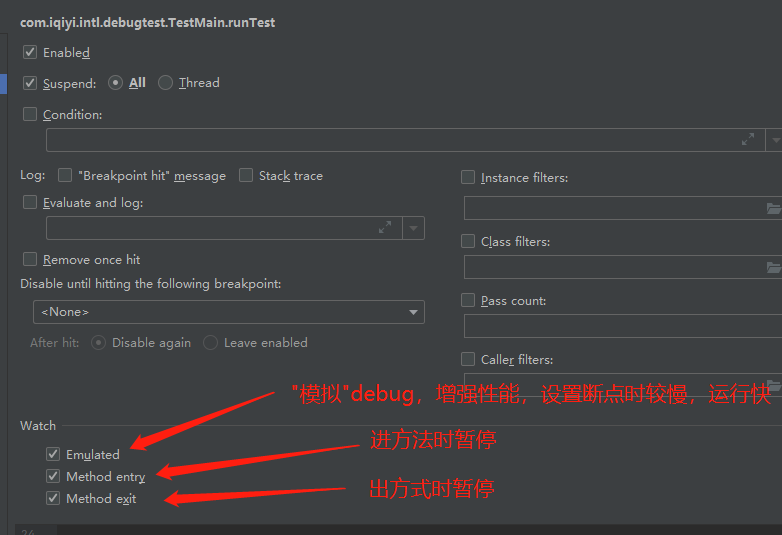 com.iqiyi.intl.debugtest.TestMain.runTest
Enabled
Suspend: All Thread
Condition:
Log: "Breakpoint hit" message Stack trace
Instance filters:
Evaluate and log:
Class filters:
Remove once hit
Disable until hitting the following breakpoint:
Pass count:
<None>
After hit: Disable again Leave enabled
Caller filters:
"模拟"debug，增强性能，设置断点时较慢，运行快
Watch
进方法时暂停
Emulated
Method entry
出方式时暂停
Method exit